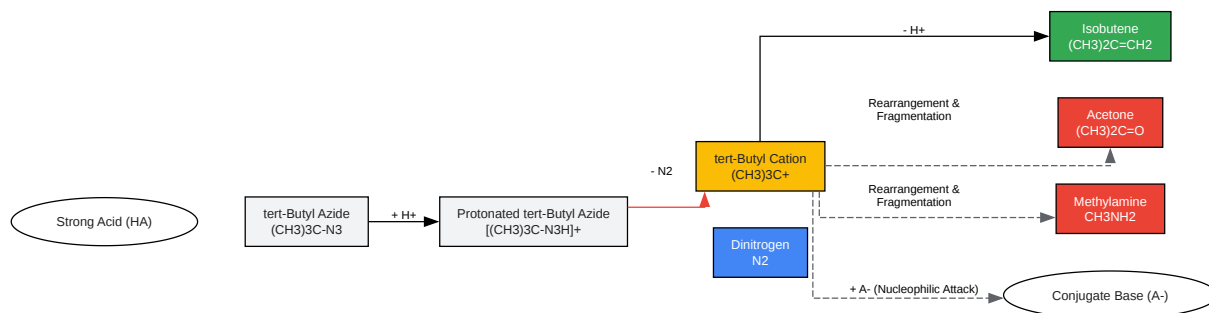 - H+
Isobutene
(CH3)2C=CH2
Rearrangement &
Fragmentation
Acetone
(CH3)2C=O
- N2
tert-Butyl Cation
(CH3)3C+
Rearrangement &
Fragmentation
Methylamine
CH3NH2
Strong Acid (HA)
tert-Butyl Azide
(CH3)3C-N3
+ H+
Protonated tert-Butyl Azide
[(CH3)3C-N3H]+
Dinitrogen
N2
+ A- (Nucleophilic Attack)
Conjugate Base (A-)